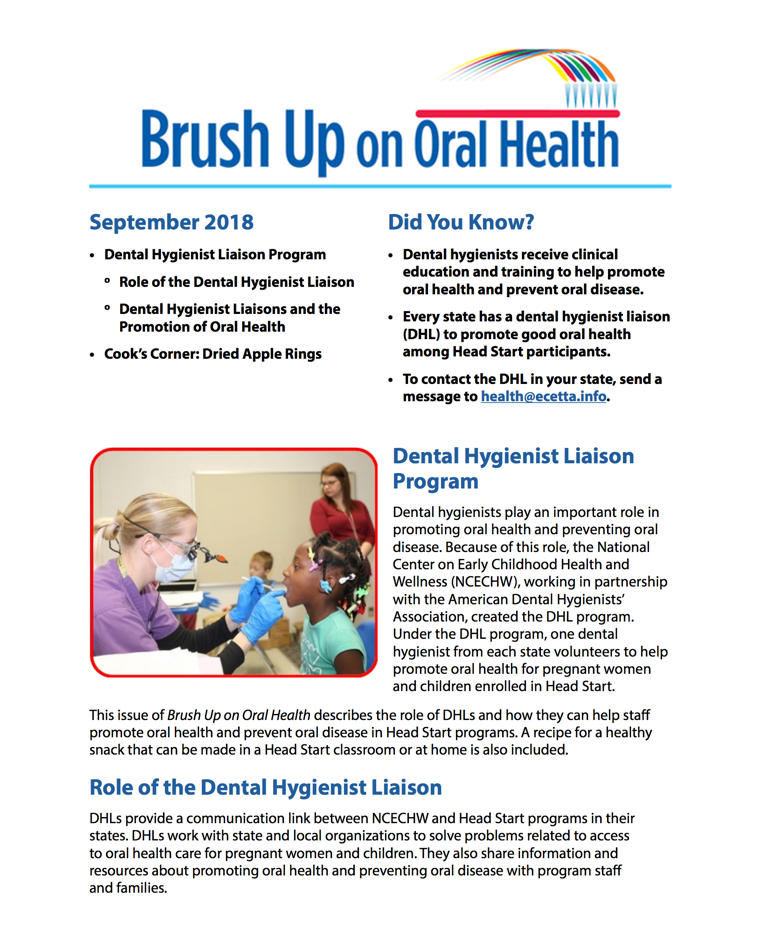 Brush Up on Oral Health
September 2018
• Dental Hygienist Liaison Program
º Role of the Dental Hygienist Liaison
º Dental Hygienist Liaisons and the
Promotion of Oral Health
• Cook’s Corner: Dried Apple Rings
Did You Know?
• Dental hygienists receive clinical
education and training to help promote
oral health and prevent oral disease.
• Every state has a dental hygienist liaison
(DHL) to promote good oral health
among Head Start participants.
• To contact the DHL in your state, send a
message to health@ecetta.info.
Dental Hygienist Liaison
Program
Dental hygienists play an important role in
promoting oral health and preventing oral
disease. Because of this role, the National
Center on Early Childhood Health and
Wellness (NCECHW), working in partnership
with the American Dental Hygienists’
Association, created the DHL program.
Under the DHL program, one dental
hygienist from each state volunteers to help
promote oral health for pregnant women
and children enrolled in Head Start.
This issue of Brush Up on Oral Health describes the role of DHLs and how they can help staff
promote oral health and prevent oral disease in Head Start programs. A recipe for a healthy
snack that can be made in a Head Start classroom or at home is also included.
Role of the Dental Hygienist Liaison
DHLs provide a communication link between NCECHW and Head Start programs in their
states. DHLs work with state and local organizations to solve problems related to access
to oral health care for pregnant women and children. They also share information and
resources about promoting oral health and preventing oral disease with program staff
and families.